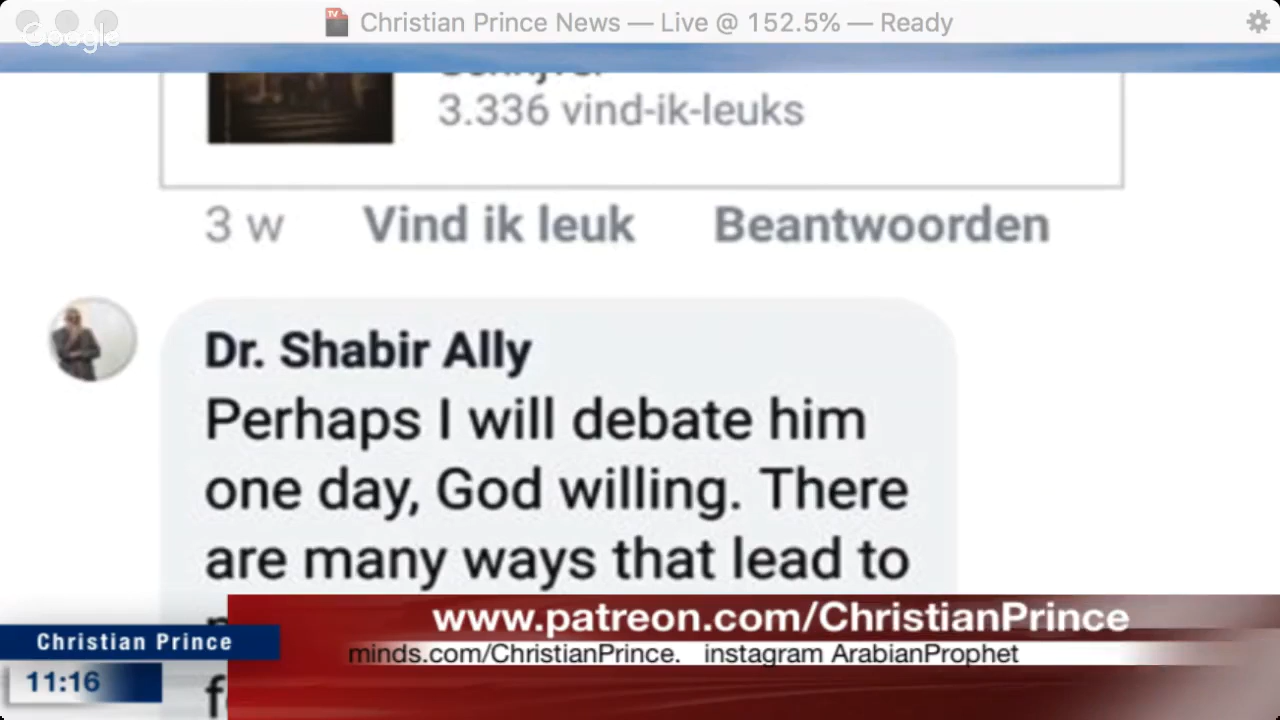 Christian Prince News — Live @ 152.5% — Ready
Google
3.336 vind-ik-leuks
3 w Vind ik leuk Beantwoorden
Dr. Shabir Ally
Perhaps I will debate him
one day, God willing. There
are many ways that lead to
www.patreon.com/ChristianPrince
Christian Prince
minds.com/ChristianPrince. instagram ArabianProphet
11:16